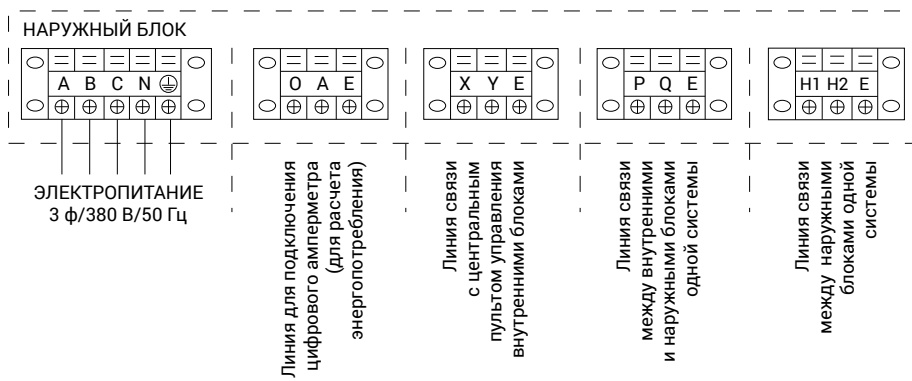 НАРУЖНЫЙ БЛОК
A B C N
O A E
X Y E
P Q E
H1 H2 E
ЭЛЕКТРОПИТАНИЕ
3 ф/380 В/50 Гц
Линия для подключения
цифрового амперметра
(для расчета
энергопотребления)
Линия связи
с центральным
пультом управления
внутренними блоками
Линия связи
между внутренними
и наружными блоками
одной системы
Линия связи
между наружными
блоками одной
системы